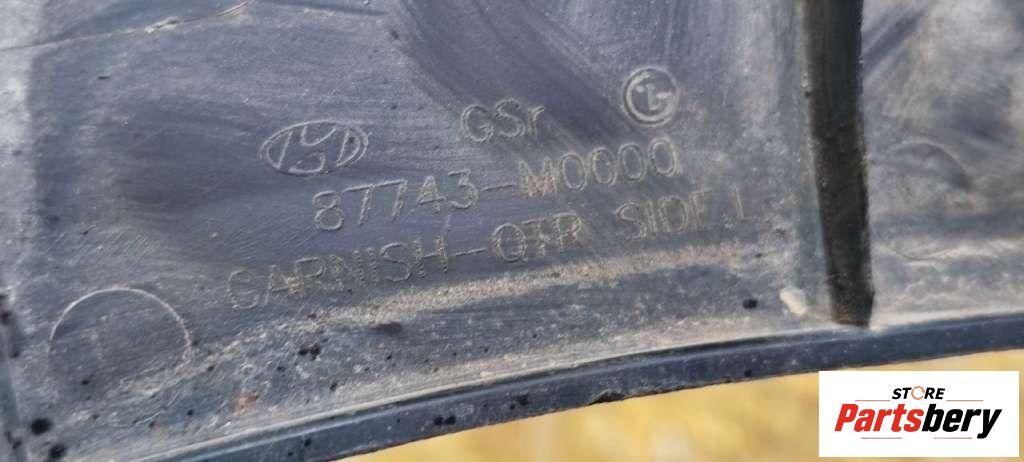 GSr
87743-M0000
GARNISH-QTR SIDE,L
STORE
Partsbery